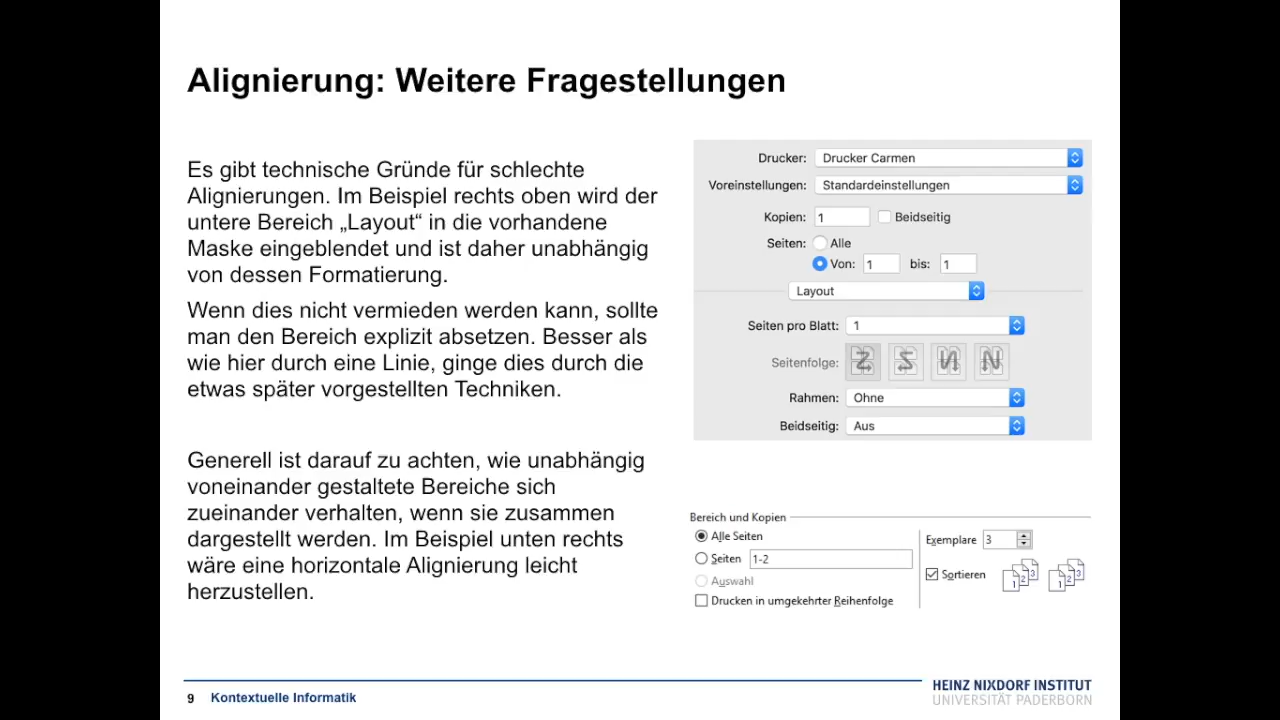 Alignierung: Weitere Fragestellungen
Es gibt technische Gründe für schlechte
Alignierungen. Im Beispiel rechts oben wird der
untere Bereich „Layout“ in die vorhandene
Maske eingeblendet und ist daher unabhängig
von dessen Formatierung.
Wenn dies nicht vermieden werden kann, sollte
man den Bereich explizit absetzen. Besser als
wie hier durch eine Linie, ginge dies durch die
etwas später vorgestellten Techniken.
Generell ist darauf zu achten, wie unabhängig
voneinander gestaltete Bereiche sich
zueinander verhalten, wenn sie zusammen
dargestellt werden. Im Beispiel unten rechts
wäre eine horizontale Alignierung leicht
herzustellen.
Drucker: Drucker Carmen
Voreinstellungen: Standardeinstellungen
Kopien: 1 Beidseitig
Seiten: Alle
Von: 1 bis: 1
Layout
Seiten pro Blatt: 1
Seitenfolge:
Rahmen: Ohne
Beidseitig: Aus
Bereich und Kopien
Alle Seiten
Seiten 1-2
Auswahl
Drucken in umgekehrter Reihenfolge
Exemplare 3
Sortieren 1 2 3 1 2 3
9 Kontextuelle Informatik
HEINZ NIXDORF INSTITUT
UNIVERSITÄT PADERBORN